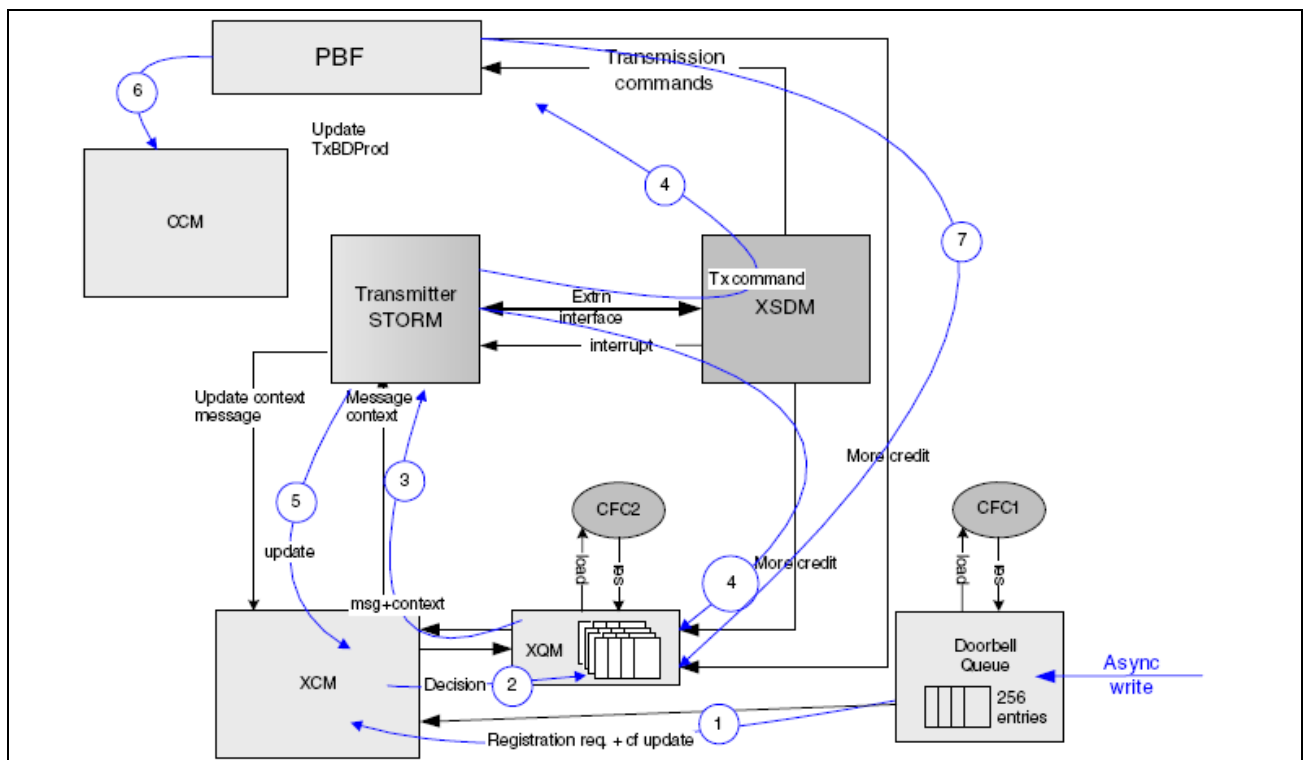 PBF
Transmission
commands
6
Update
TxBDProd
CCM
4
7
Transmitter
STORM
Tx command
Extrn
interface
XSDM
interrupt
Update context
message
Message
context
More credit
3
5
CFC2
CFC1
update
load
res
More credit
load
res
4
msg+context
XQM
Doorbell
Queue
Async
write
XCM
Decision
2
256
entries
1
Registration req. + cf update